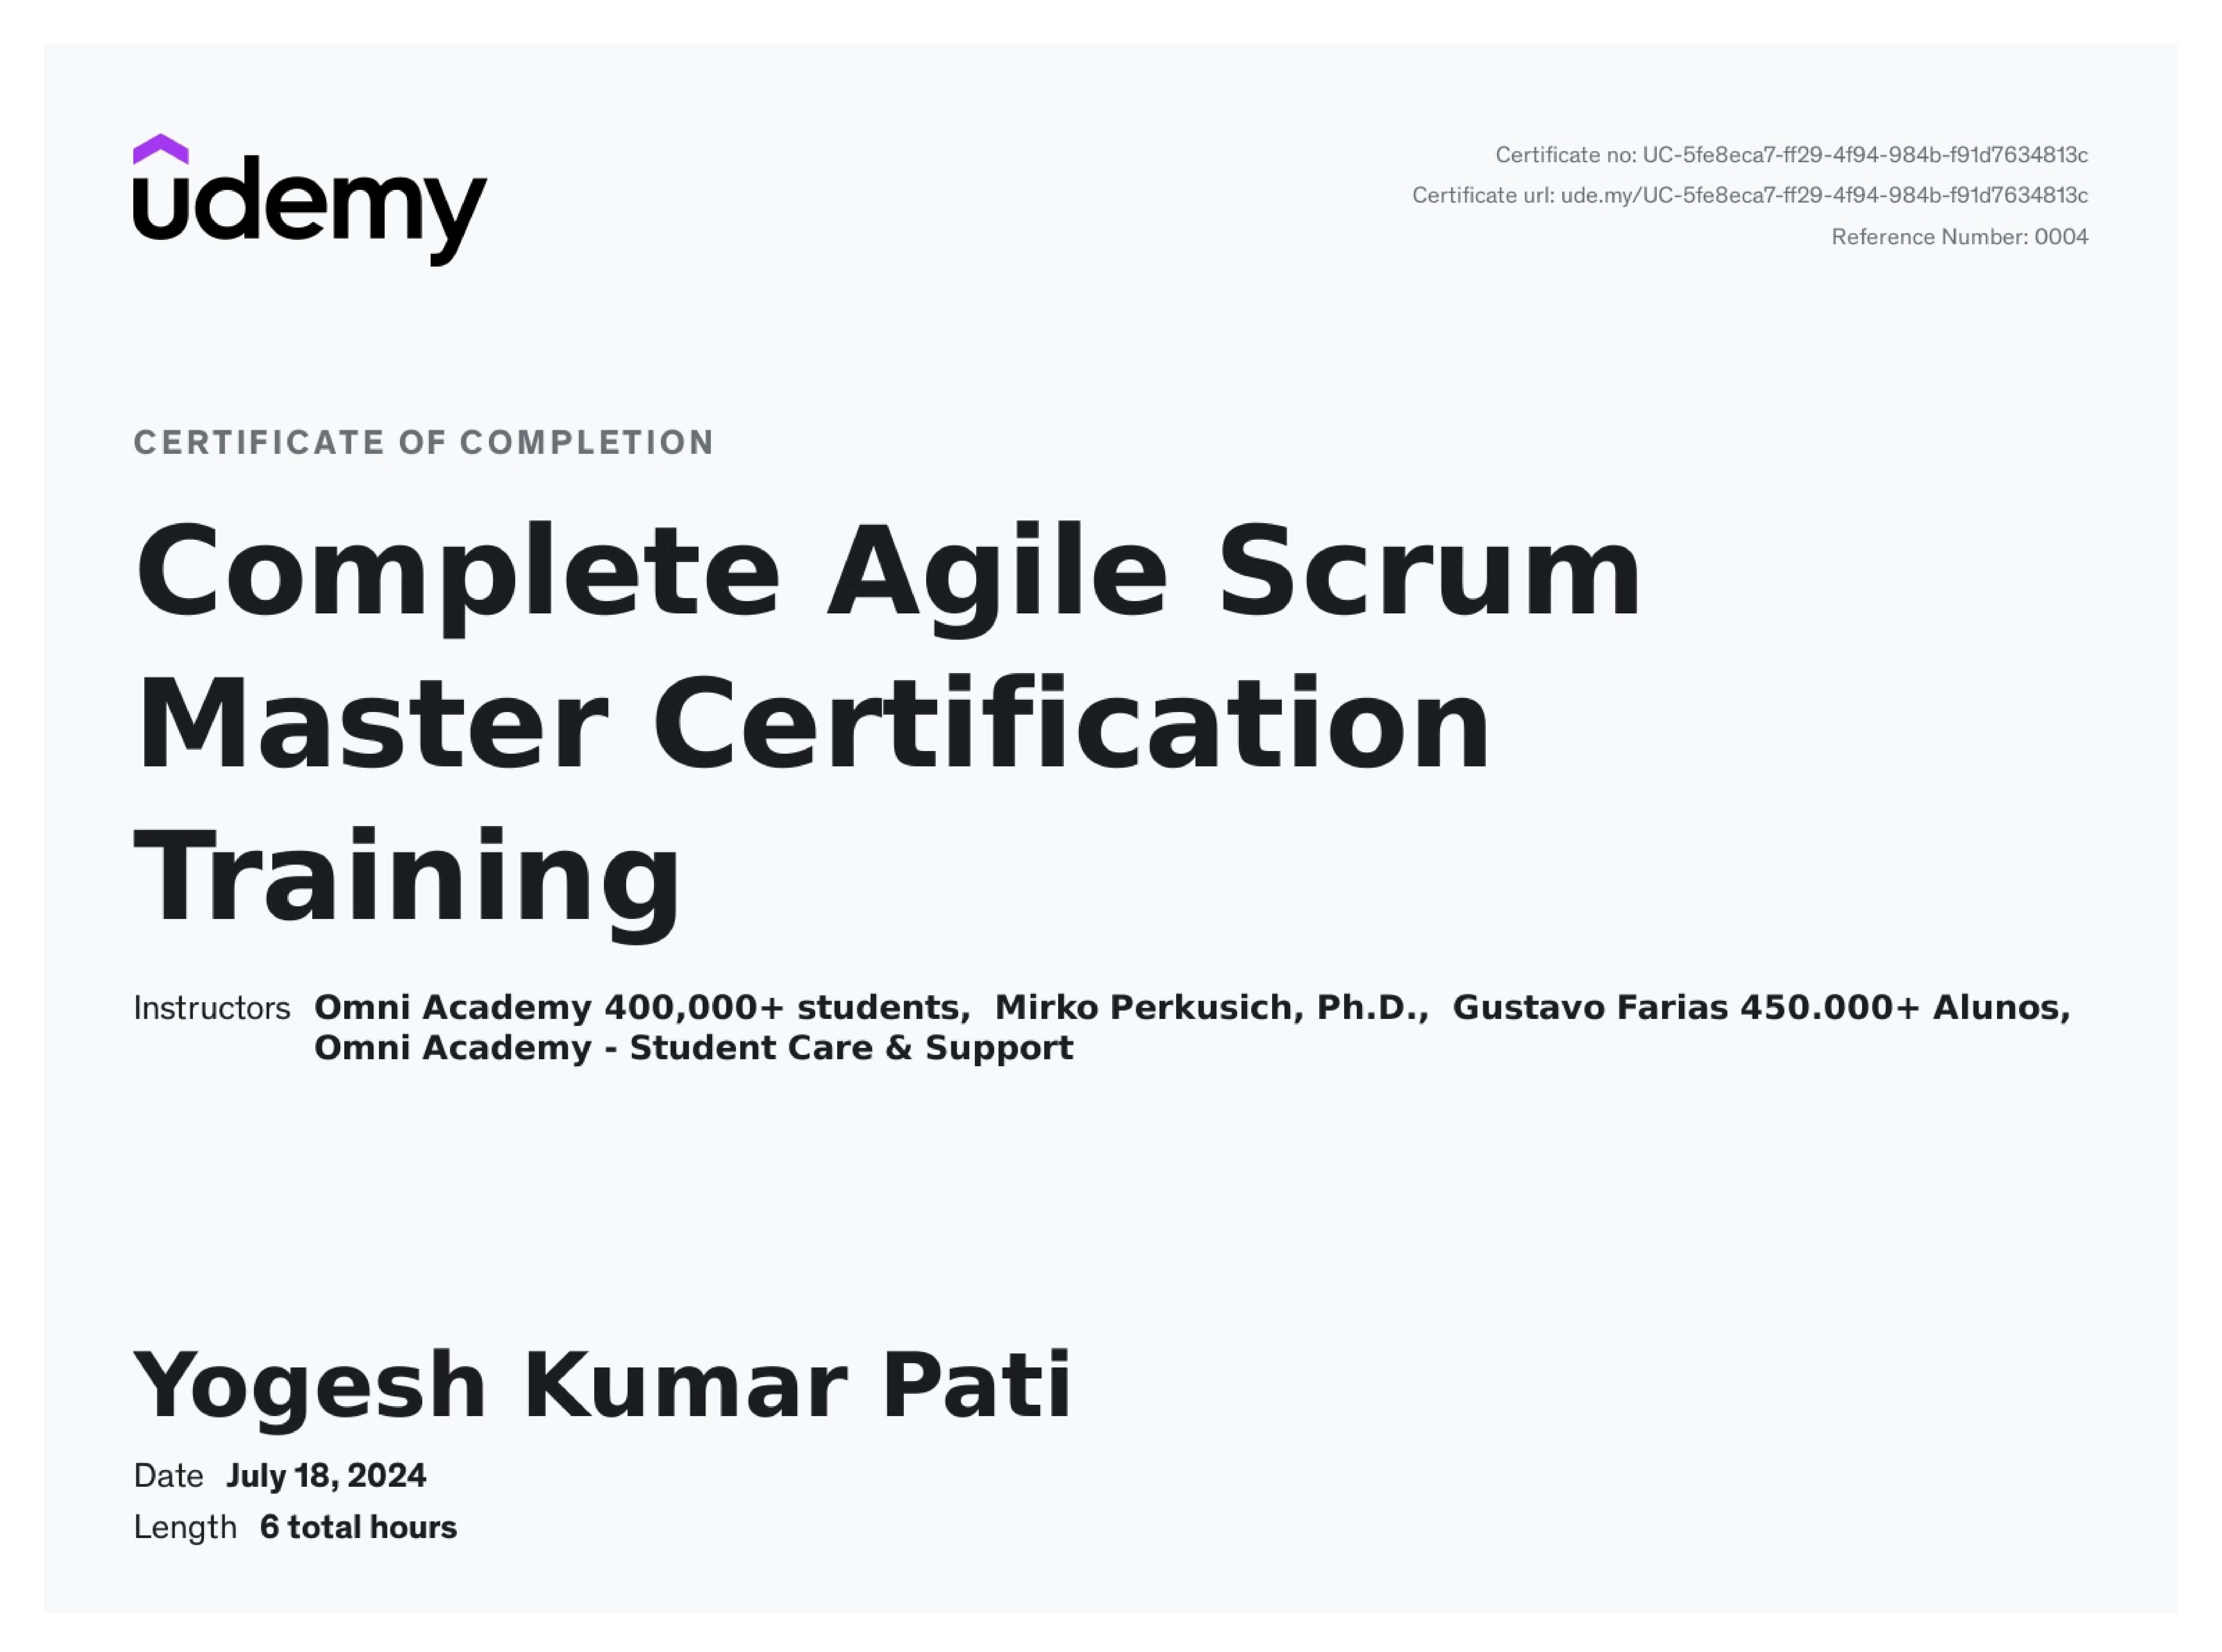 udemy
Certificate no: UC-5fe8eca7-ff29-4f94-984b-f91d7634813c
Certificate url: ude.my/UC-5fe8eca7-ff29-4f94-984b-f91d7634813c
Reference Number: 0004
CERTIFICATE OF COMPLETION
Complete Agile Scrum
Master Certification
Training
Instructors Omni Academy 400,000+ students, Mirko Perkusich, Ph.D., Gustavo Farias 450.000+ Alunos,
Omni Academy - Student Care & Support
Yogesh Kumar Pati
Date July 18, 2024
Length 6 total hours